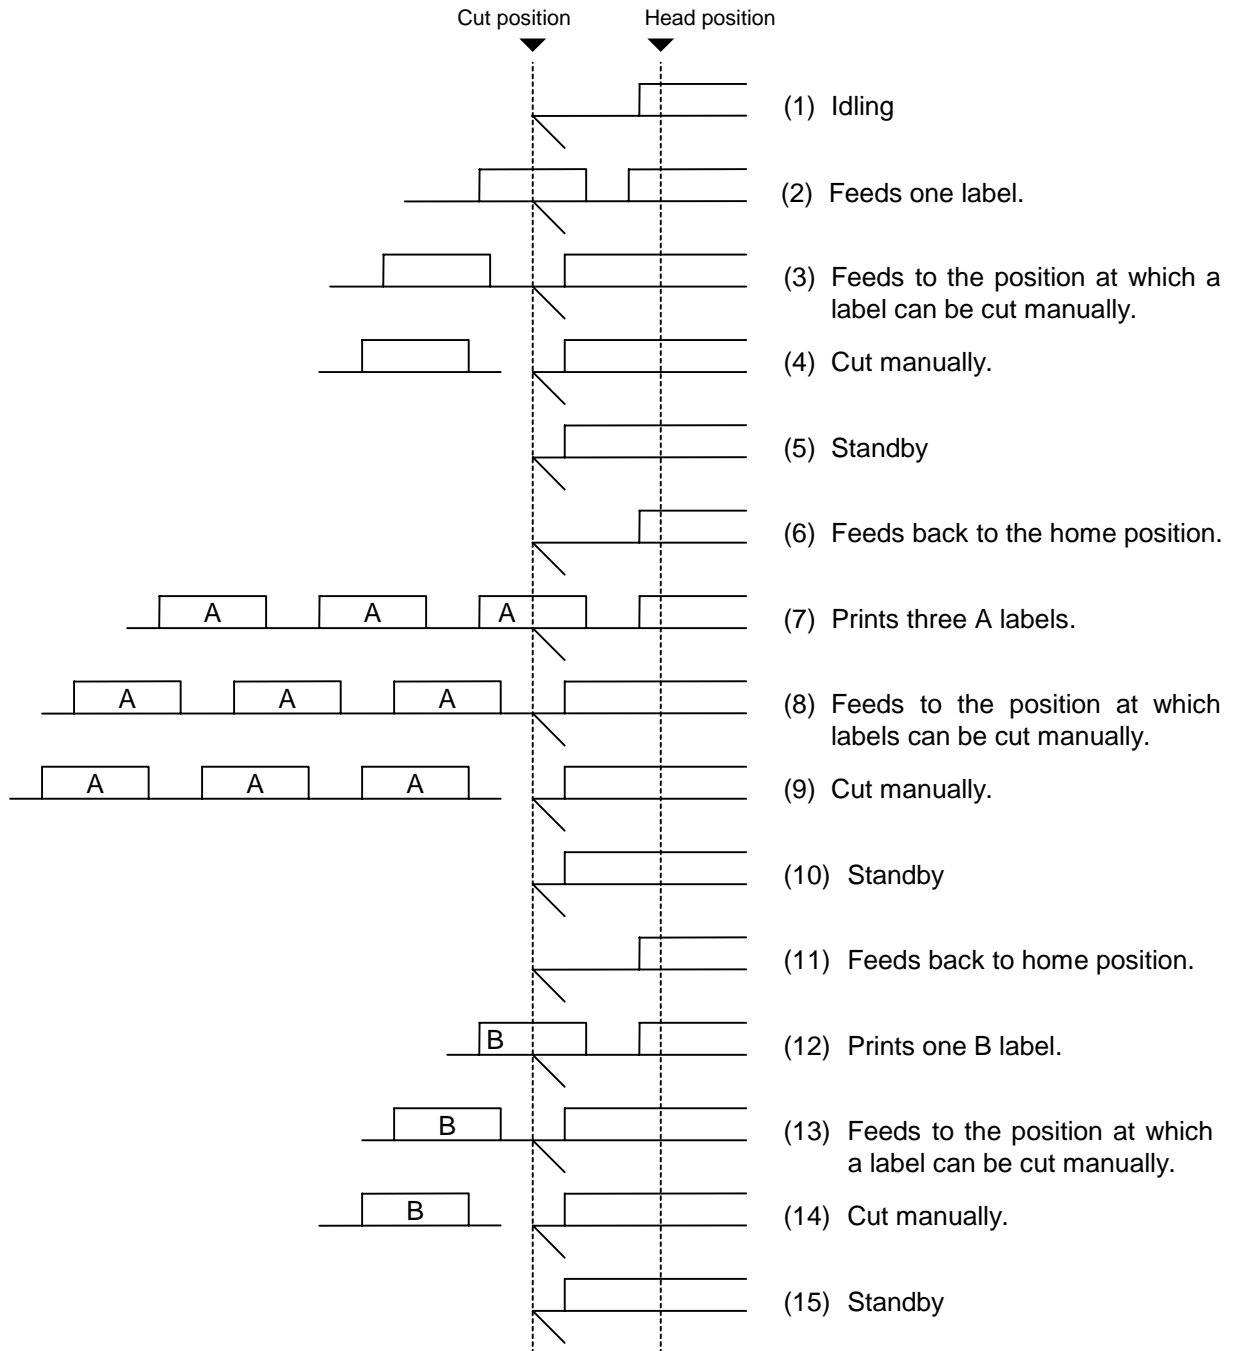 Cut position Head position
(1) Idling
(2) Feeds one label.
(3) Feeds to the position at which a
label can be cut manually.
(4) Cut manually.
(5) Standby
(6) Feeds back to the home position.
A A A
(7) Prints three A labels.
A A A
(8) Feeds to the position at which
labels can be cut manually.
A A A
(9) Cut manually.
(10) Standby
(11) Feeds back to home position.
B
(12) Prints one B label.
B
(13) Feeds to the position at which
a label can be cut manually.
B
(14) Cut manually.
(15) Standby